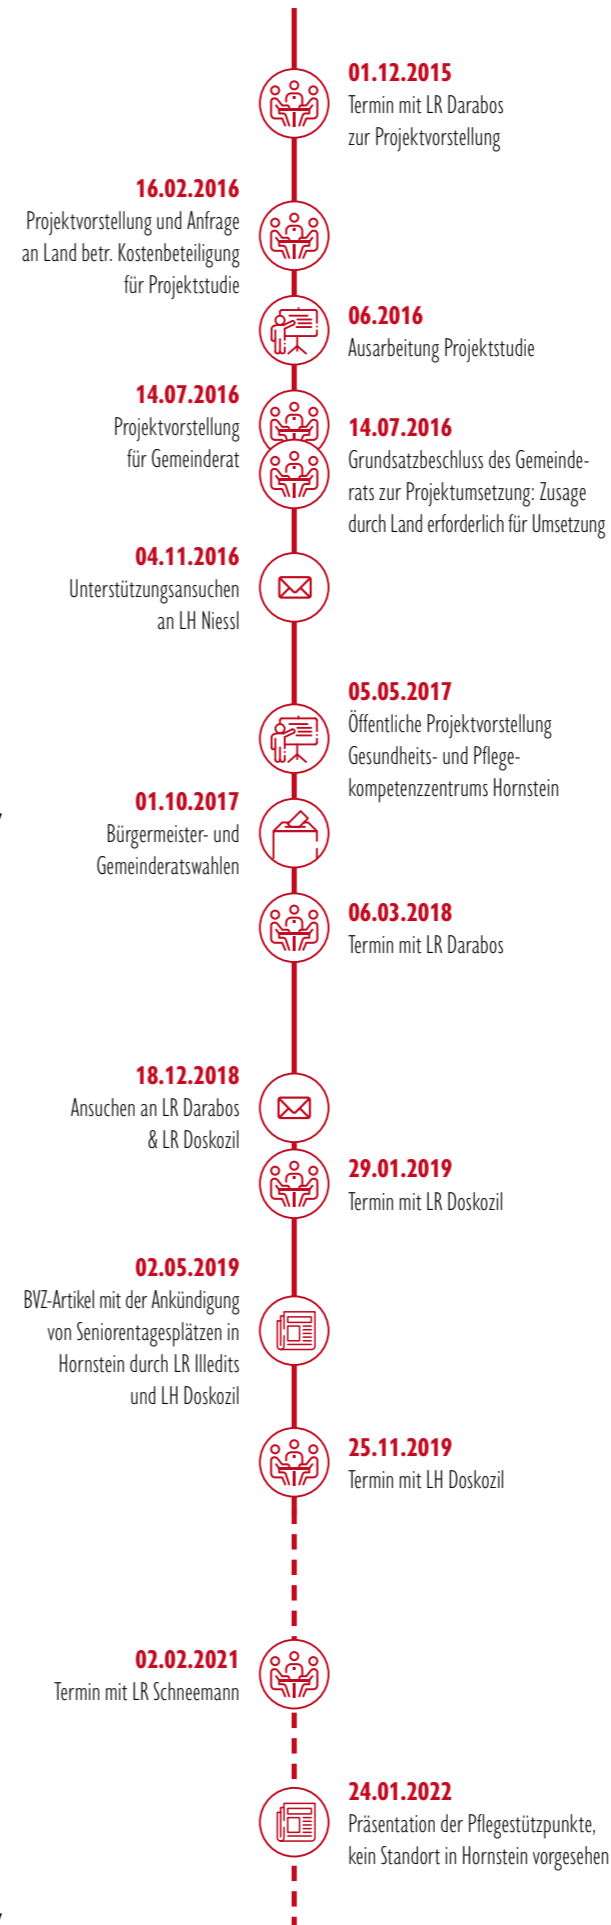 01.12.2015
Termin mit LR Darabos
zur Projektvorstellung
16.02.2016
Projektvorstellung und Anfrage
an Land betr. Kostenbeteiligung
für Projektstudie
06.2016
Ausarbeitung Projektstudie
14.07.2016
Projektvorstellung
für Gemeinderat
14.07.2016
Grundsatzbeschluss des Gemeinde-
rats zur Projektumsetzung: Zusage
durch Land erforderlich für Umsetzung
04.11.2016
Unterstützungsansuchen
an LH Niessl
05.05.2017
Öffentliche Projektvorstellung
Gesundheits- und Pflege-
kompetenzzentrums Hornstein
01.10.2017
Bürgermeister- und
Gemeinderatswahlen
06.03.2018
Termin mit LR Darabos
18.12.2018
Ansuchen an LR Darabos
& LR Doskozil
29.01.2019
Termin mit LR Doskozil
02.05.2019
BVZ-Artikel mit der Ankündigung
von Seniorentagesplätzen in
Hornstein durch LR Illedits
und LH Doskozil
25.11.2019
Termin mit LH Doskozil
02.02.2021
Termin mit LR Schneemann
24.01.2022
Präsentation der Pflegestützpunkte,
kein Standort in Hornstein vorgesehen